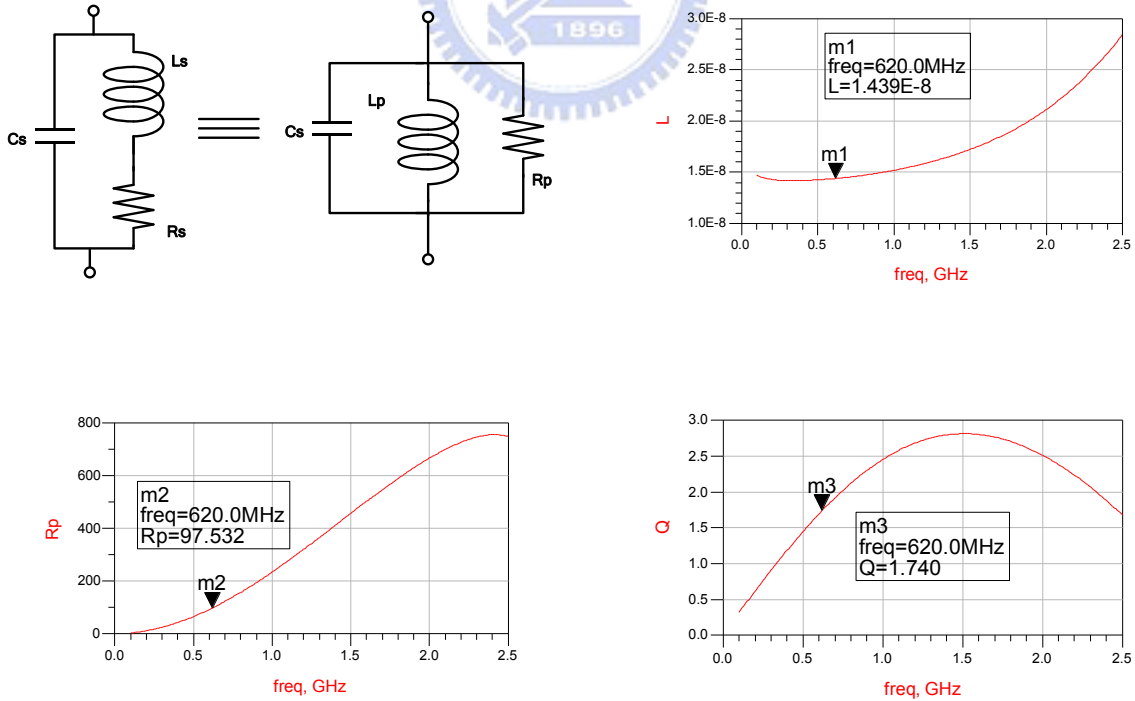 Ls
Cs
Rs
Lp
Cs
Rp
1896
3.0E-8
2.5E-8
2.0E-8
1.5E-8
1.0E-8
L
m1
freq=620.0MHz
L=1.439E-8
m1
0.0 0.5 1.0 1.5 2.0 2.5
freq, GHz
800
600
400
200
0
Rp
m2
freq=620.0MHz
Rp=97.532
m2
0.0 0.5 1.0 1.5 2.0 2.5
freq, GHz
3.0
2.5
2.0
1.5
1.0
0.5
0.0
Q
m3
m3
freq=620.0MHz
Q=1.740
0.0 0.5 1.0 1.5 2.0 2.5
freq, GHz